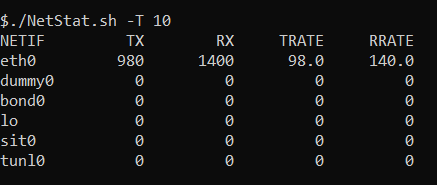 $./NetStat.sh -T 10
NETIF TX RX TRATE RRATE
eth0 980 1400 98.0 140.0
dummy0 0 0 0 0
bond0 0 0 0 0
lo 0 0 0 0
sit0 0 0 0 0
tunl0 0 0 0 0